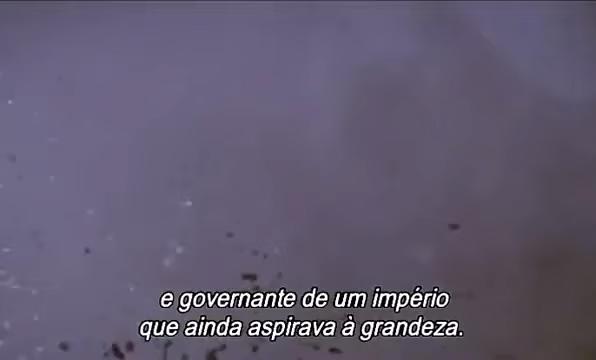 e governante de um império
que ainda aspirava à grandeza.